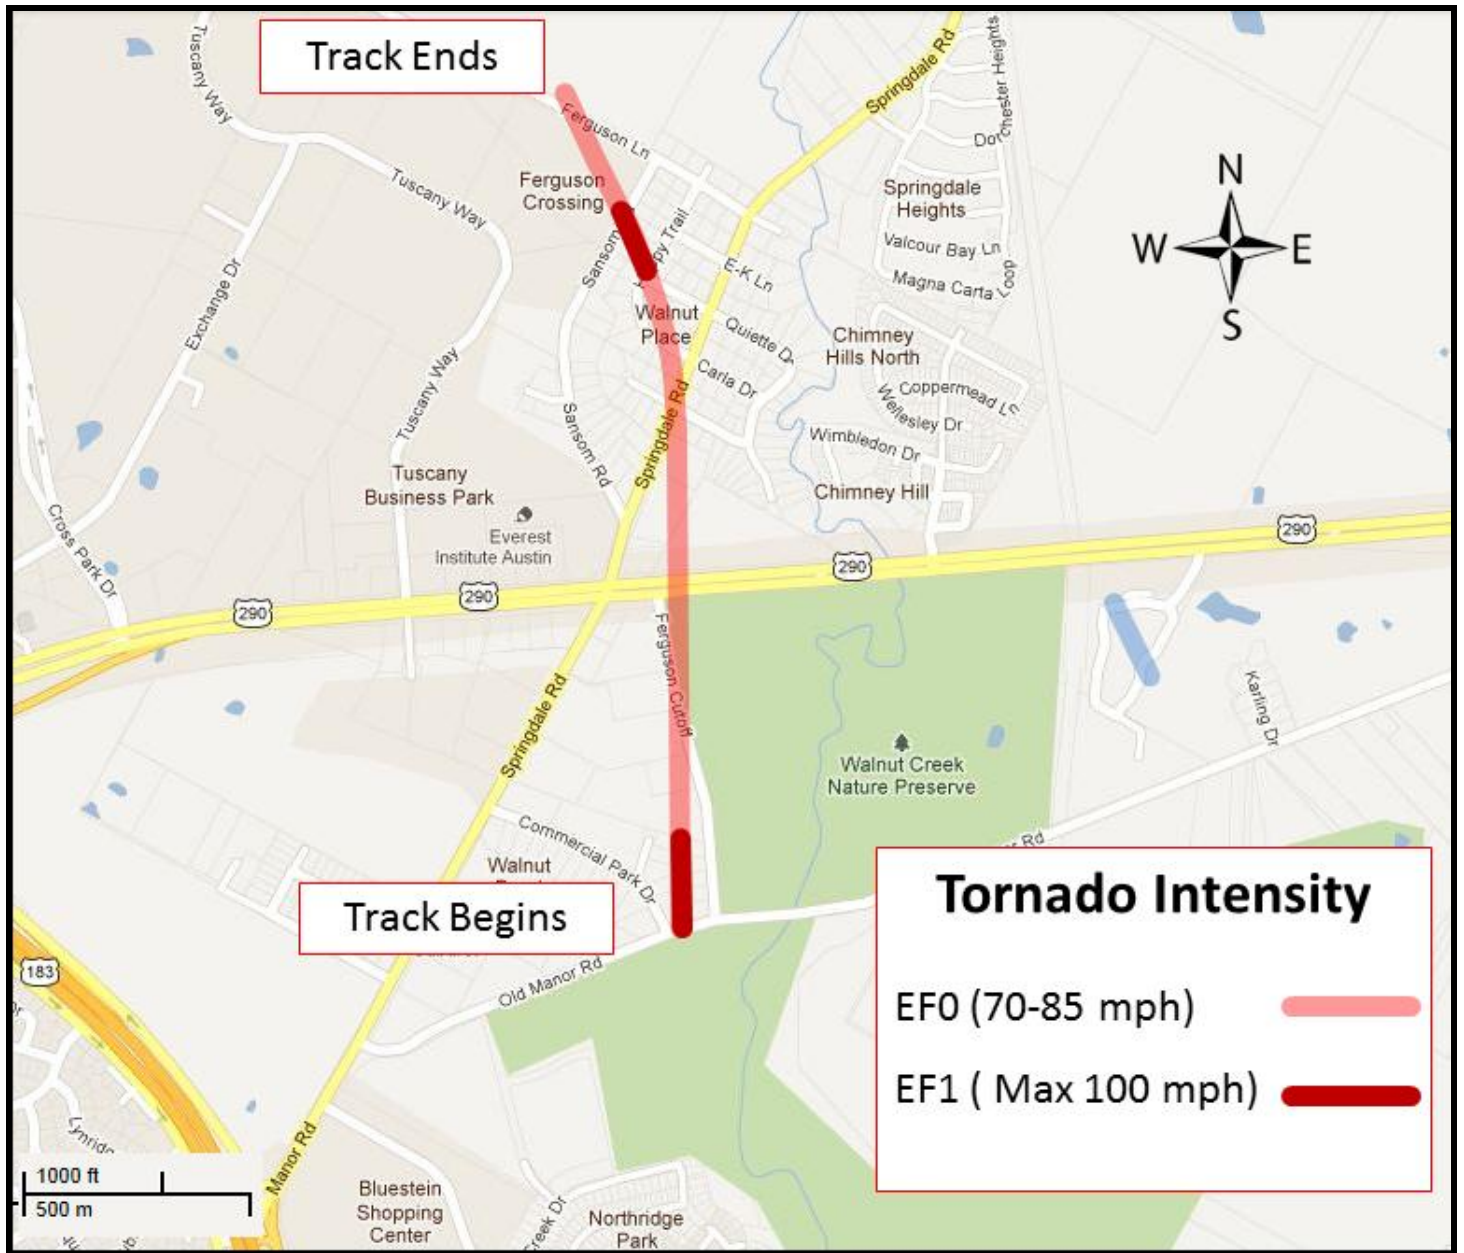 Track Ends
Tuscany Way
Springdale Rd
Dorchester Heights
Ferguson Ln
Tuscany Way
Ferguson
Crossing
Springdale
Heights
N
W
E
S
Valcour Bay Ln
Magna Carta Loop
Sansom
py Trail
E-K Ln
Exchange Dr
Walnut
Place
Quiette Dr
Chimney
Hills North
Carla Dr
Coppermead Ln
Wellesley Dr
Tuscany Way
Sansom Rd
Springdale Rd
Wimbledon Dr
Tuscany
Business Park
Chimney Hill
Everest
Institute Austin
Cross Park Dr
290
290
290
290
Ferguson Cutoff
Karling Dr
Springdale Rd
Walnut Creek
Nature Preserve
Commercial Park Dr
Walnut
Track Begins
Old Manor Rd
r Rd
183
Tornado Intensity
EF0 (70-85 mph)
EF1 ( Max 100 mph)
Manor Rd
1000 ft
500 m
Bluestein
Shopping
Center
reek Dr
Northridge
Park